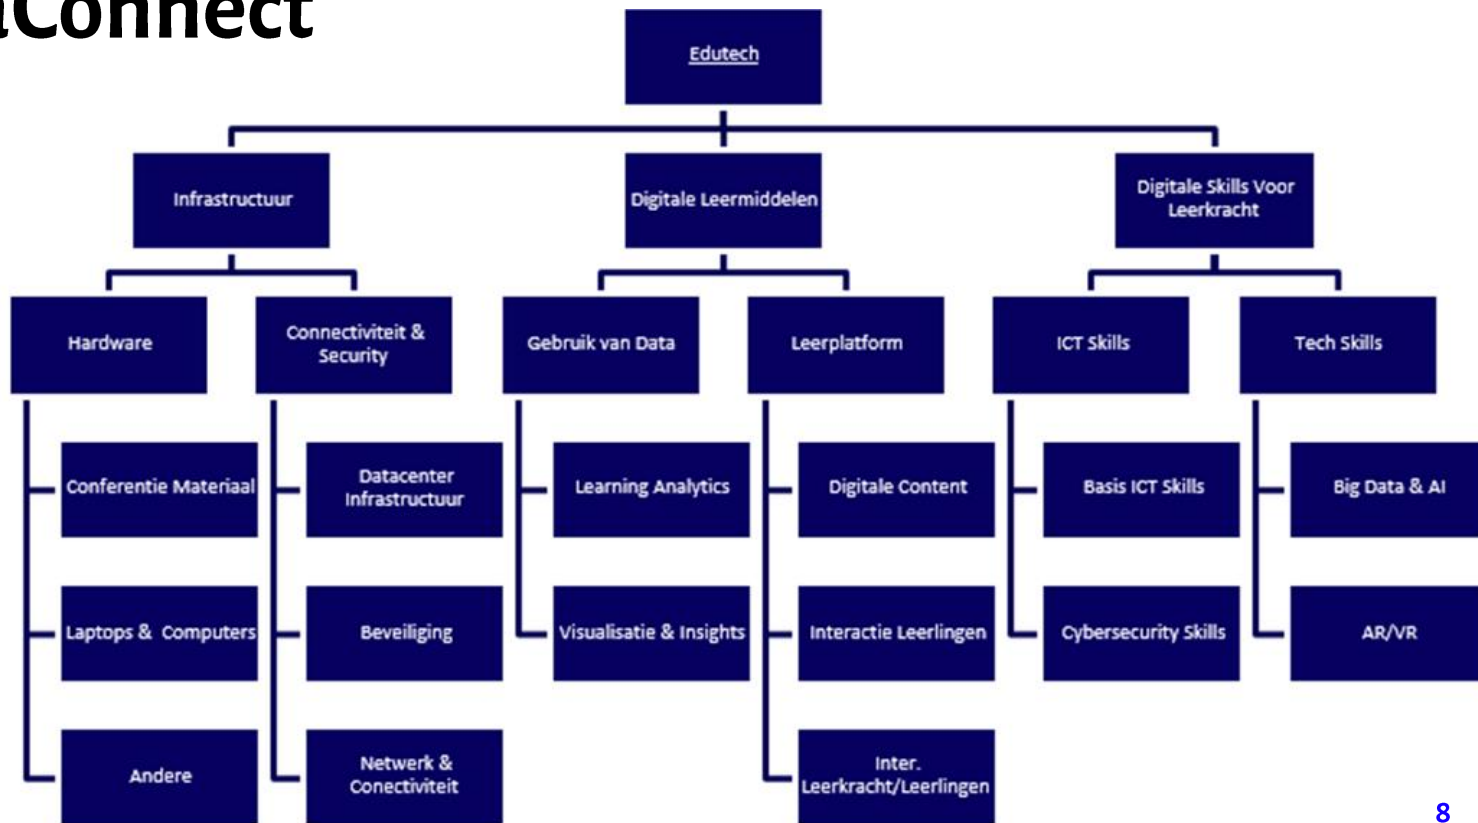 Connect
Edutech
Infrastructuur
Digitale Leermiddelen
Digitale Skills Voor
Leerkracht
Hardware
Connectiviteit &
Security
Gebruik van Data
Leerplatform
ICT Skills
Tech Skills
Conferentie Materiaal
Datacenter
Infrastructuur
Learning Analytics
Digitale Content
Basis ICT Skills
Big Data & AI
Laptops & Computers
Beveiliging
Visualisatie & Insights
Interactie Leerlingen
Cybersecurity Skills
AR/VR
Andere
Netwerk &
Conectiviteit
Inter.
Leerkracht/Leerlingen
8